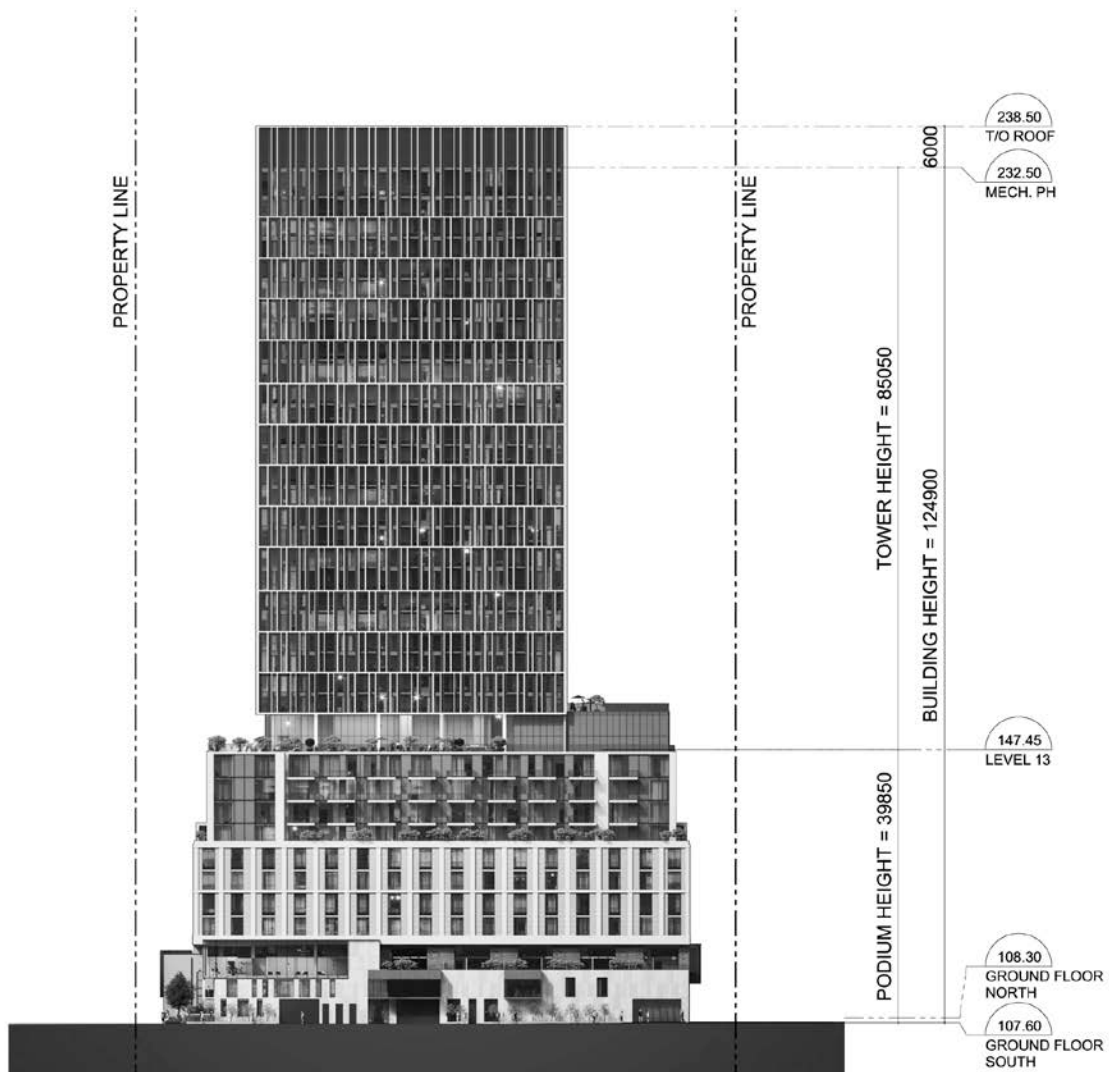 238.50
T/O ROOF
6000
232.50
MECH. PH
PROPERTY LINE
PROPERTY LINE
TOWER HEIGHT = 85050
BUILDING HEIGHT = 124900
147.45
LEVEL 13
PODIUM HEIGHT = 39850
108.30
GROUND FLOOR
NORTH
107.60
GROUND FLOOR
SOUTH